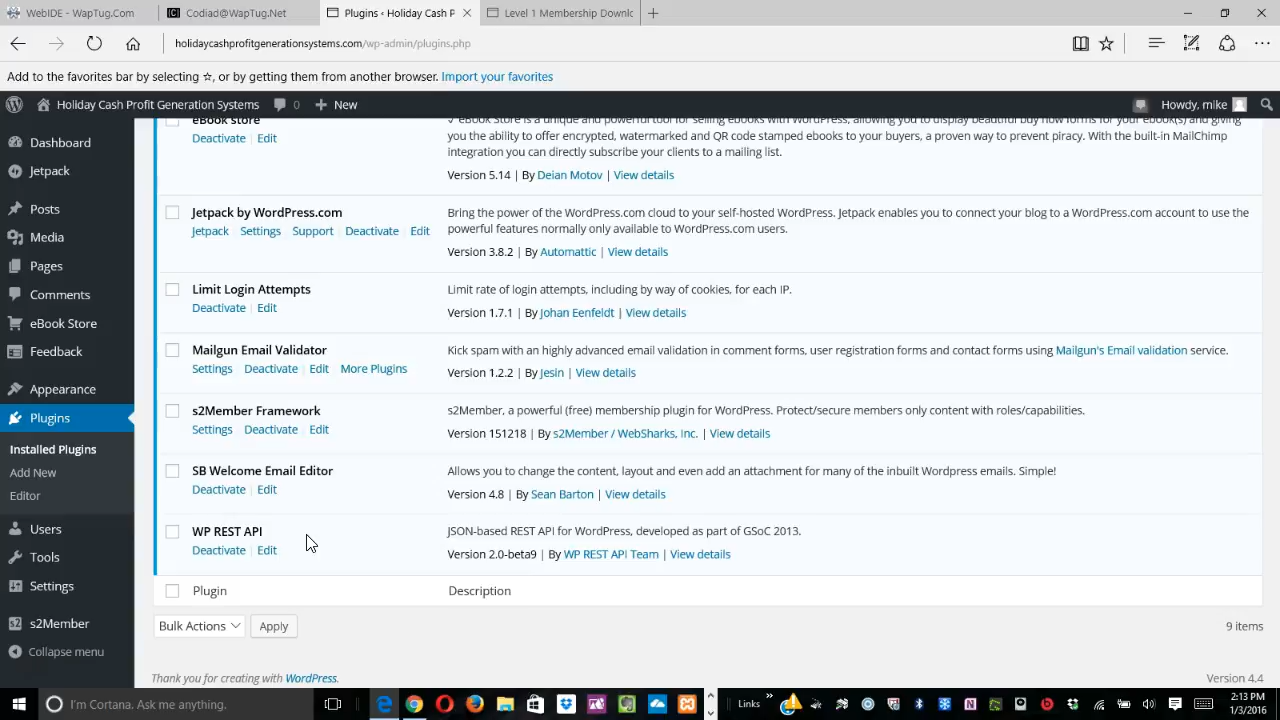 WebIDE - WapTug.Com
Codiad@WapTug.Net
Plugins ‹ Holiday Cash P
Level 1 Membership Downlc
holidaycashprofitgenerationsystems.com/wp-admin/plugins.php
Add to the favorites bar by selecting ☆, or by getting them from another browser. Import your favorites
Holiday Cash Profit Generation Systems 0 + New
Howdy, mike
Dashboard
Jetpack
Posts
Media
Pages
Comments
eBook Store
Feedback
Appearance
Plugins
Installed Plugins
Add New
Editor
Users
Tools
Settings
s2Member
Collapse menu
eBook store
Deactivate | Edit
✓ eBook Store is a unique and powerful tool for selling ebooks with WordPress, allowing you to display beautiful buy now forms for your ebook(s) and giving
you the ability to offer encrypted, watermarked and QR code stamped ebooks to your buyers, a proven way to prevent piracy. With the built-in MailChimp
integration you can directly subscribe your clients to a mailing list.
Version 5.14 | By Deian Motov | View details
Jetpack by WordPress.com
Jetpack | Settings | Support | Deactivate | Edit
Bring the power of the WordPress.com cloud to your self-hosted WordPress. Jetpack enables you to connect your blog to a WordPress.com account to use the
powerful features normally only available to WordPress.com users.
Version 3.8.2 | By Automattic | View details
Limit Login Attempts
Deactivate | Edit
Limit rate of login attempts, including by way of cookies, for each IP.
Version 1.7.1 | By Johan Eenfeldt | View details
Mailgun Email Validator
Settings | Deactivate | Edit | More Plugins
Kick spam with an highly advanced email validation in comment forms, user registration forms and contact forms using Mailgun's Email validation service.
Version 1.2.2 | By Jesin | View details
s2Member Framework
Settings | Deactivate | Edit
s2Member, a powerful (free) membership plugin for WordPress. Protect/secure members only content with roles/capabilities.
Version 151218 | By s2Member / WebSharks, Inc. | View details
SB Welcome Email Editor
Deactivate | Edit
Allows you to change the content, layout and even add an attachment for many of the inbuilt Wordpress emails. Simple!
Version 4.8 | By Sean Barton | View details
WP REST API
Deactivate | Edit
JSON-based REST API for WordPress, developed as part of GSoC 2013.
Version 2.0-beta9 | By WP REST API Team | View details
Plugin
Description
Bulk Actions
Apply
9 items
Thank you for creating with WordPress.
Version 4.4
I'm Cortana. Ask me anything.
Links
2:13 PM
1/3/2016